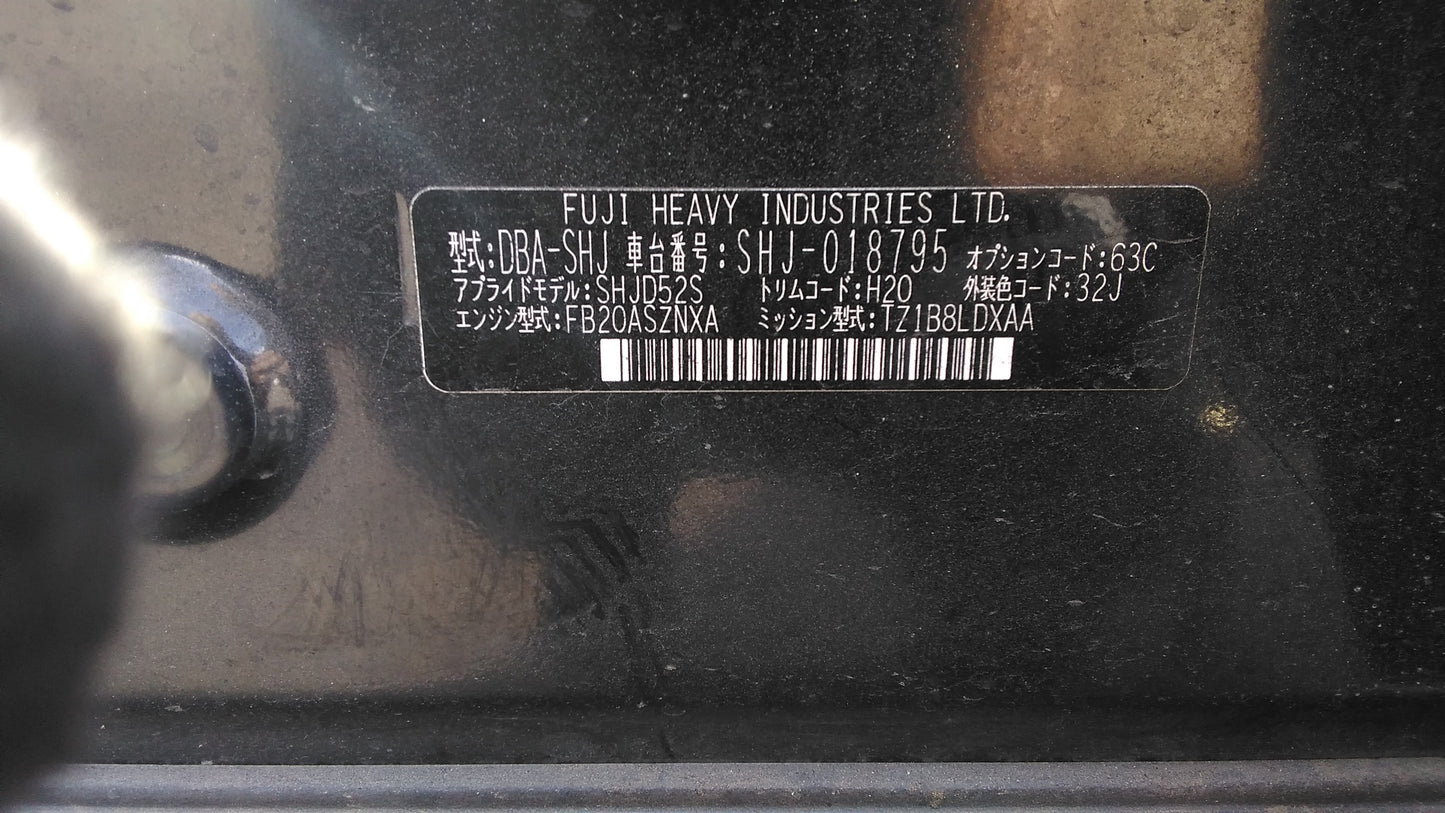 FUJI HEAVY INDUSTRIES LTD.
型式:DBA-SHJ 車台番号:SHJ-018795 オプションコード:63C
アプライドモデル:SHJD52S トリムコード:H20 外装色コード:32J
エンジン型式:FB20ASZNXA ミッション型式:TZ1B8LDXAA